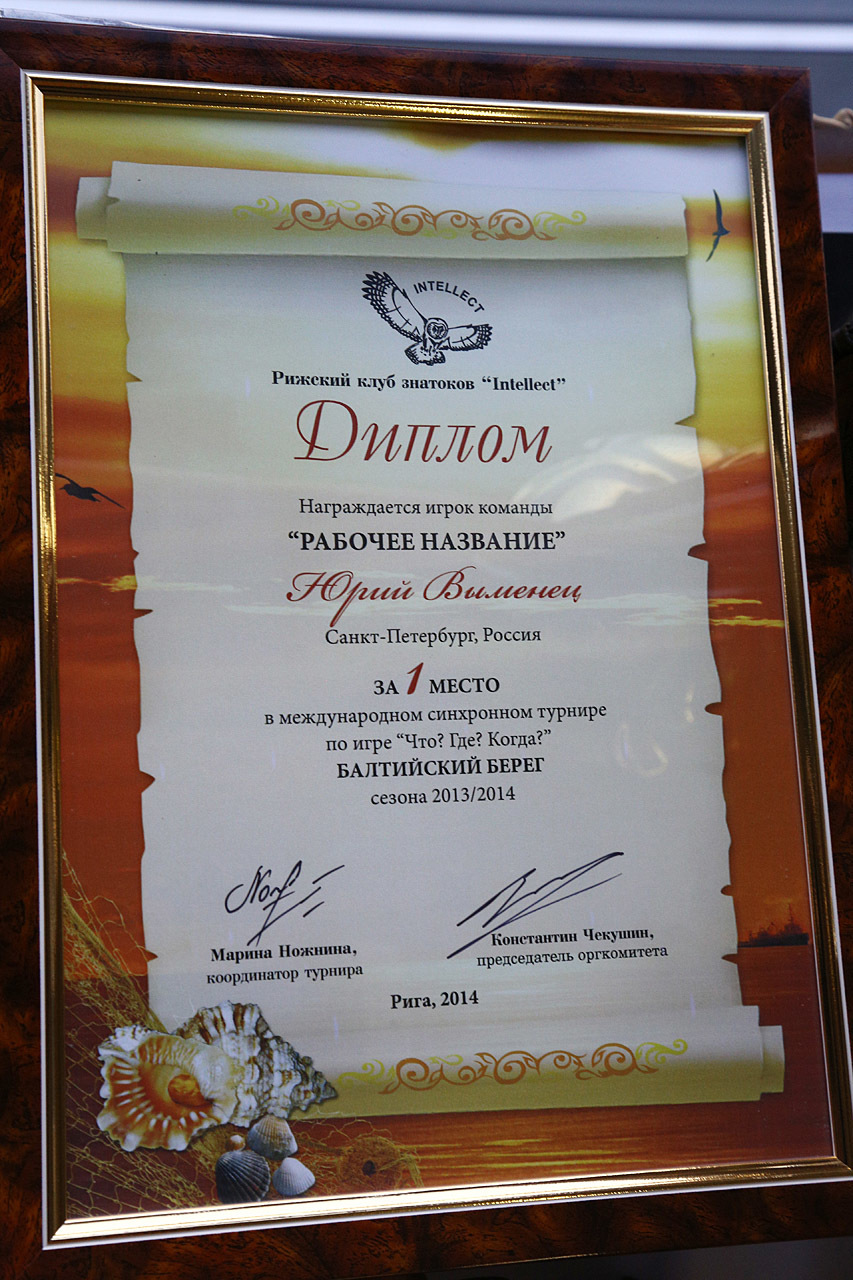 INTELLECT
Рижский клуб знатоков “Intellect”
Диплом
Награждается игрок команды
“РАБОЧЕЕ НАЗВАНИЕ”
Юрий Выменец
Санкт-Петербург, Россия
ЗА 1 МЕСТО
в международном синхронном турнире
по игре “Что? Где? Когда?”
БАЛТИЙСКИЙ БЕРЕГ
сезона 2013/2014
Марина Ножнина,
координатор турнира
Константин Чекушин,
председатель оргкомитета
Рига, 2014